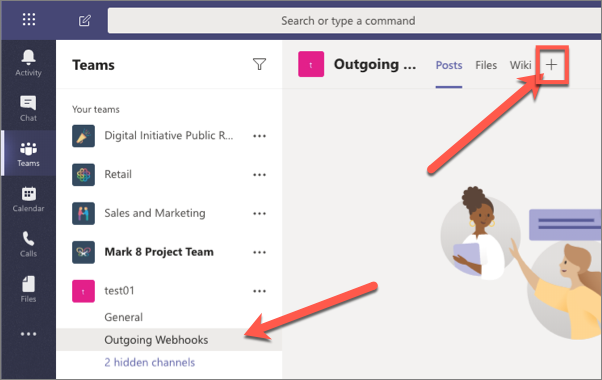 Search or type a command
Activity
Chat
Teams
Calendar
Calls
Files
Teams
Your teams
Digital Initiative Public R...
Retail
Sales and Marketing
Mark 8 Project Team
t
test01
General
Outgoing Webhooks
2 hidden channels
t
Outgoing ...
Posts
Files
Wiki